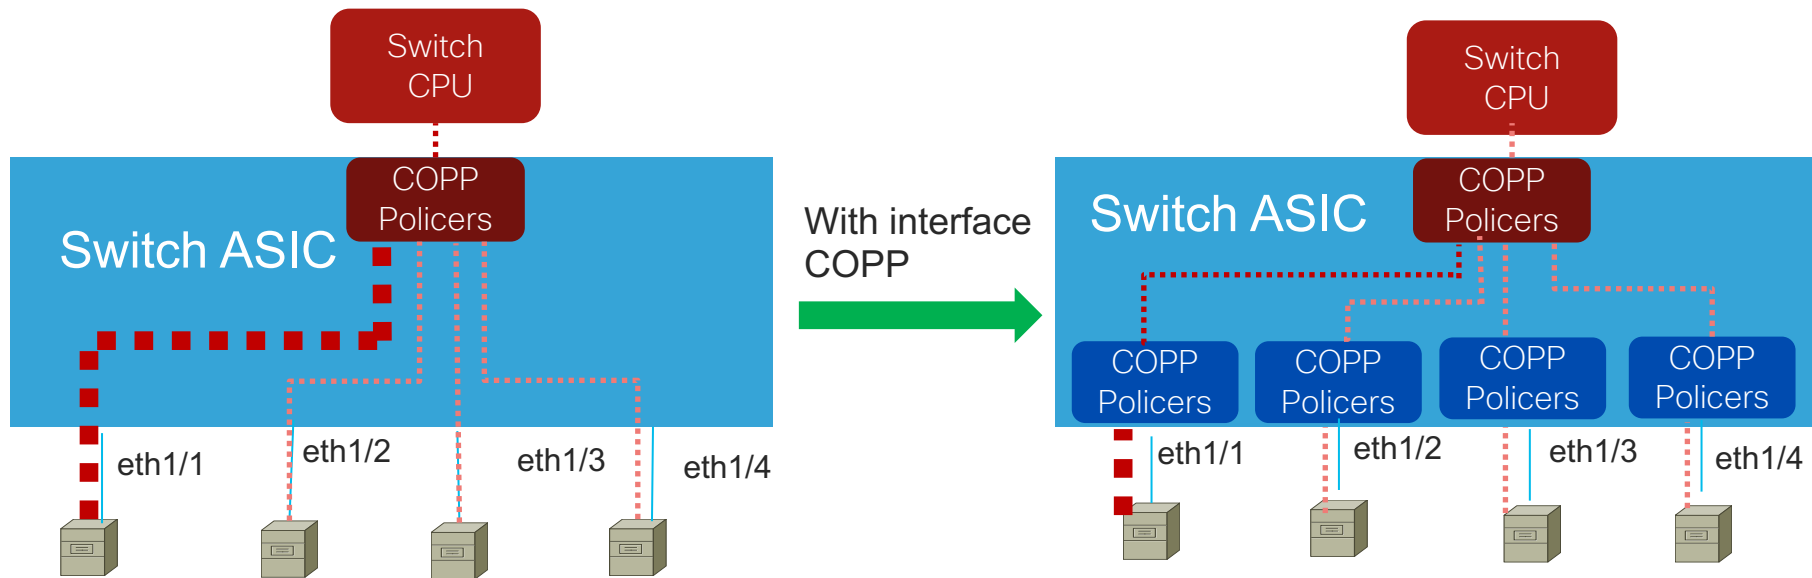 Switch
CPU
COPP
Policers
Switch ASIC
eth1/1
eth1/2
eth1/3
eth1/4
With interface
COPP
Switch
CPU
COPP
Policers
Switch ASIC
COPP
Policers
COPP
Policers
COPP
Policers
COPP
Policers
eth1/1
eth1/2
eth1/3
eth1/4